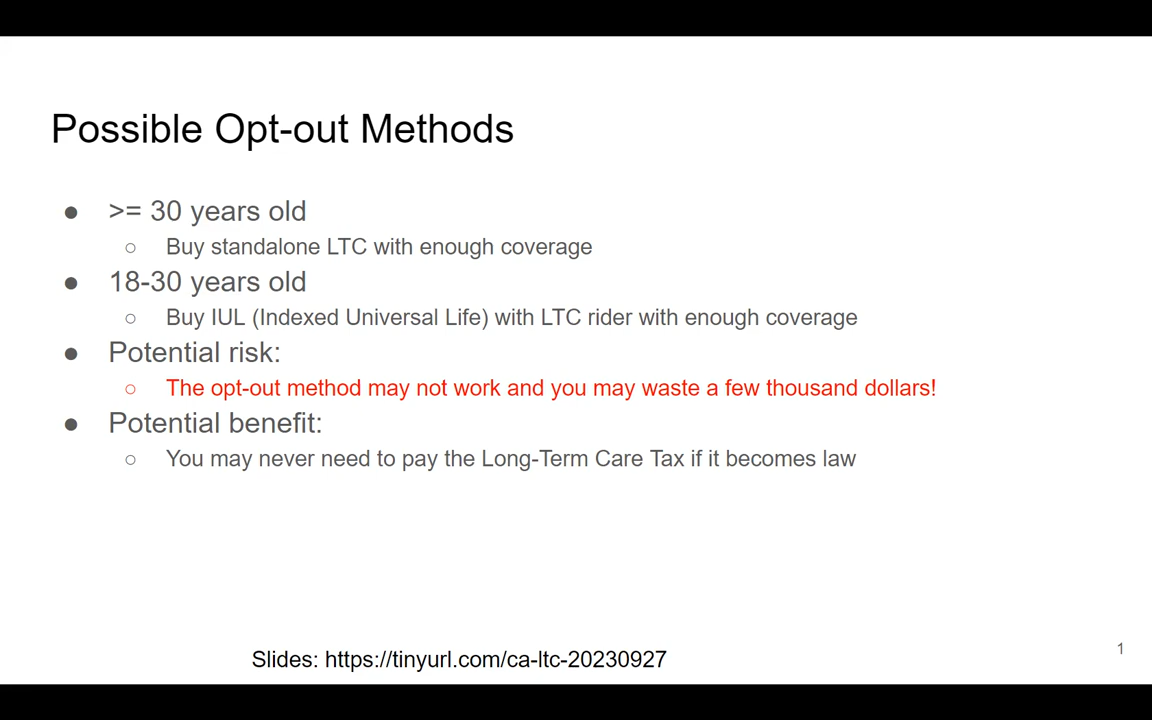 Possible Opt-out Methods
● >= 30 years old
○ Buy standalone LTC with enough coverage
● 18-30 years old
○ Buy IUL (Indexed Universal Life) with LTC rider with enough coverage
● Potential risk:
○ The opt-out method may not work and you may waste a few thousand dollars!
● Potential benefit:
○ You may never need to pay the Long-Term Care Tax if it becomes law
1
Slides: https://tinyurl.com/ca-ltc-20230927